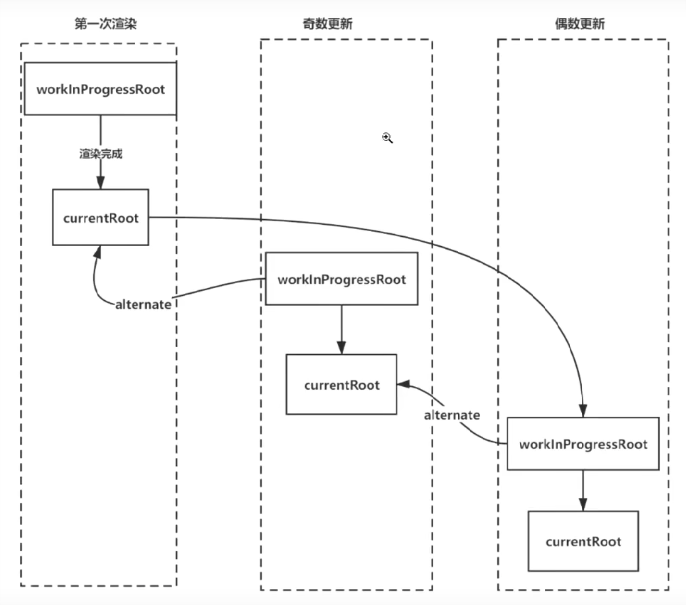 第一次渲染
奇数更新
偶数更新
workInProgressRoot
渲染完成
currentRoot
workInProgressRoot
alternate
currentRoot
alternate
workInProgressRoot
currentRoot